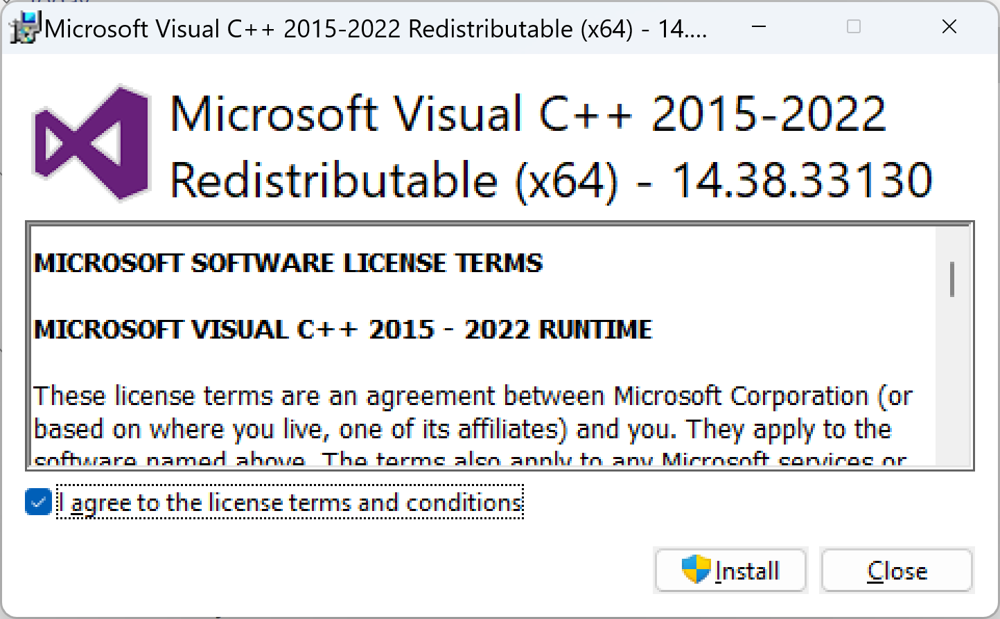 Microsoft Visual C++ 2015-2022 Redistributable (x64) - 14....
Microsoft Visual C++ 2015-2022
Redistributable (x64) - 14.38.33130
MICROSOFT SOFTWARE LICENSE TERMS
MICROSOFT VISUAL C++ 2015 - 2022 RUNTIME
These license terms are an agreement between Microsoft Corporation (or
based on where you live, one of its affiliates) and you. They apply to the
software named above. The terms also apply to any Microsoft services or
I agree to the license terms and conditions
Install
Close